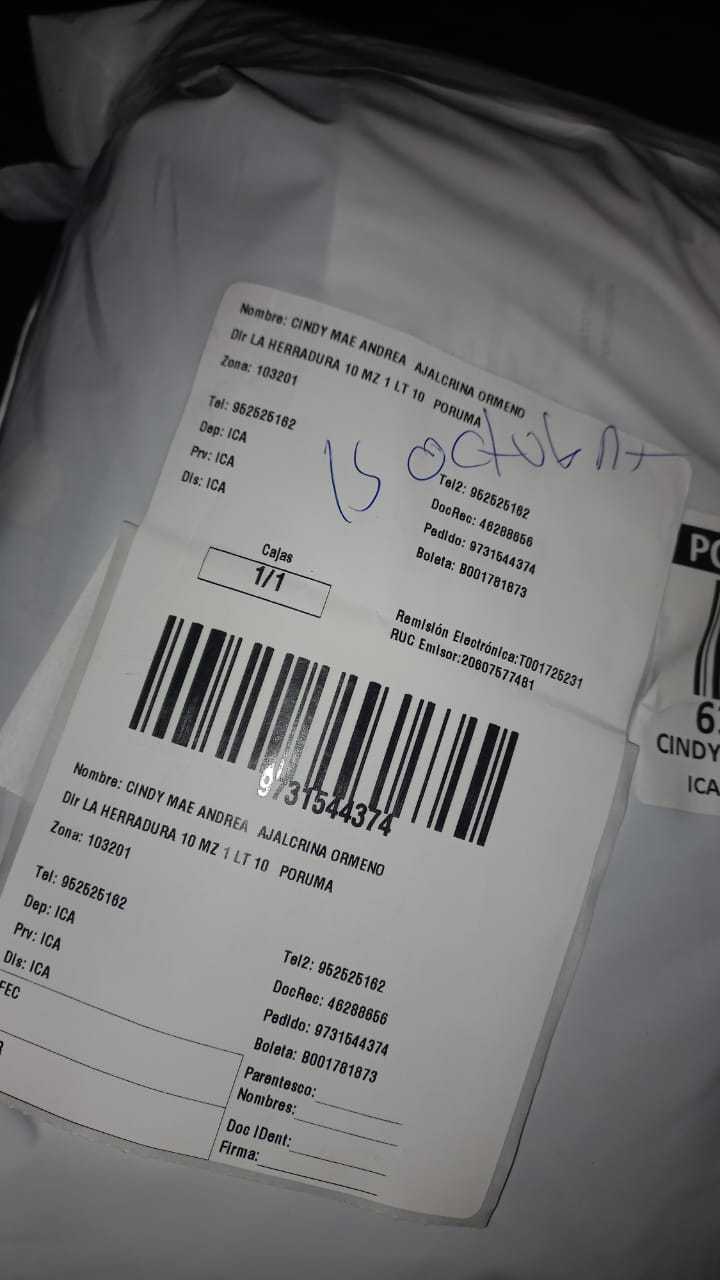 Nombre: CINDY MAE ANDREA AJALCRINA ORMENO
Dir LA HERRADURA 10 MZ 1 LT 10 PORUMA
Zona: 103201
Tel: 952525162
Dep: ICA
Prv: ICA
Dis: ICA
15 octubre
Tel2: 952525162
DocRec: 46288656
Pedido: 9731544374
Boleta: B001781873
Cajas
1/1
Remisión Electrónica:T001725231
RUC Emisor:20607577481
9731544374
Nombre: CINDY MAE ANDREA AJALCRINA ORMENO
Dir LA HERRADURA 10 MZ 1 LT 10 PORUMA
Zona: 103201
Tel: 952525162
Dep: ICA
Prv: ICA
Dis: ICA
FEC
Tel2: 952525162
DocRec: 46288656
Pedido: 9731544374
Boleta: B001781873
Parentesco:
Nombres:
Doc IDent:
Firma:
CINDY
ICA